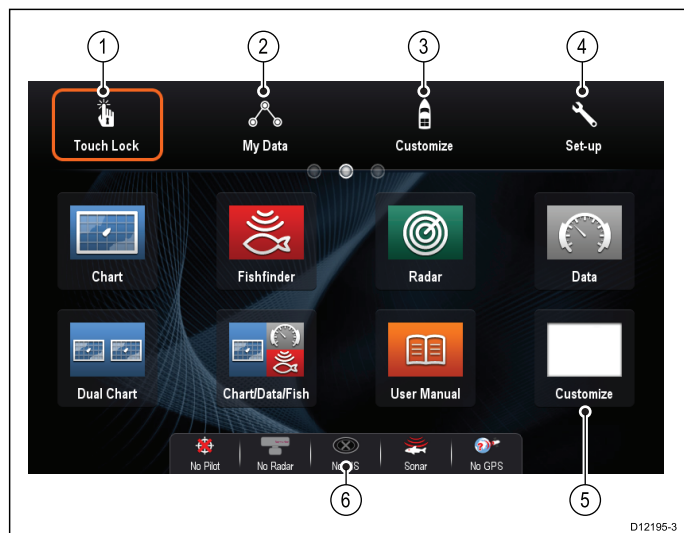 1 2 3 4
Touch Lock My Data Customize Set-up
Chart Fishfinder Radar Data
Dual Chart Chart/Data/Fish User Manual Customize
No Pilot No Radar Sonar No GPS
6 5
D12195-3